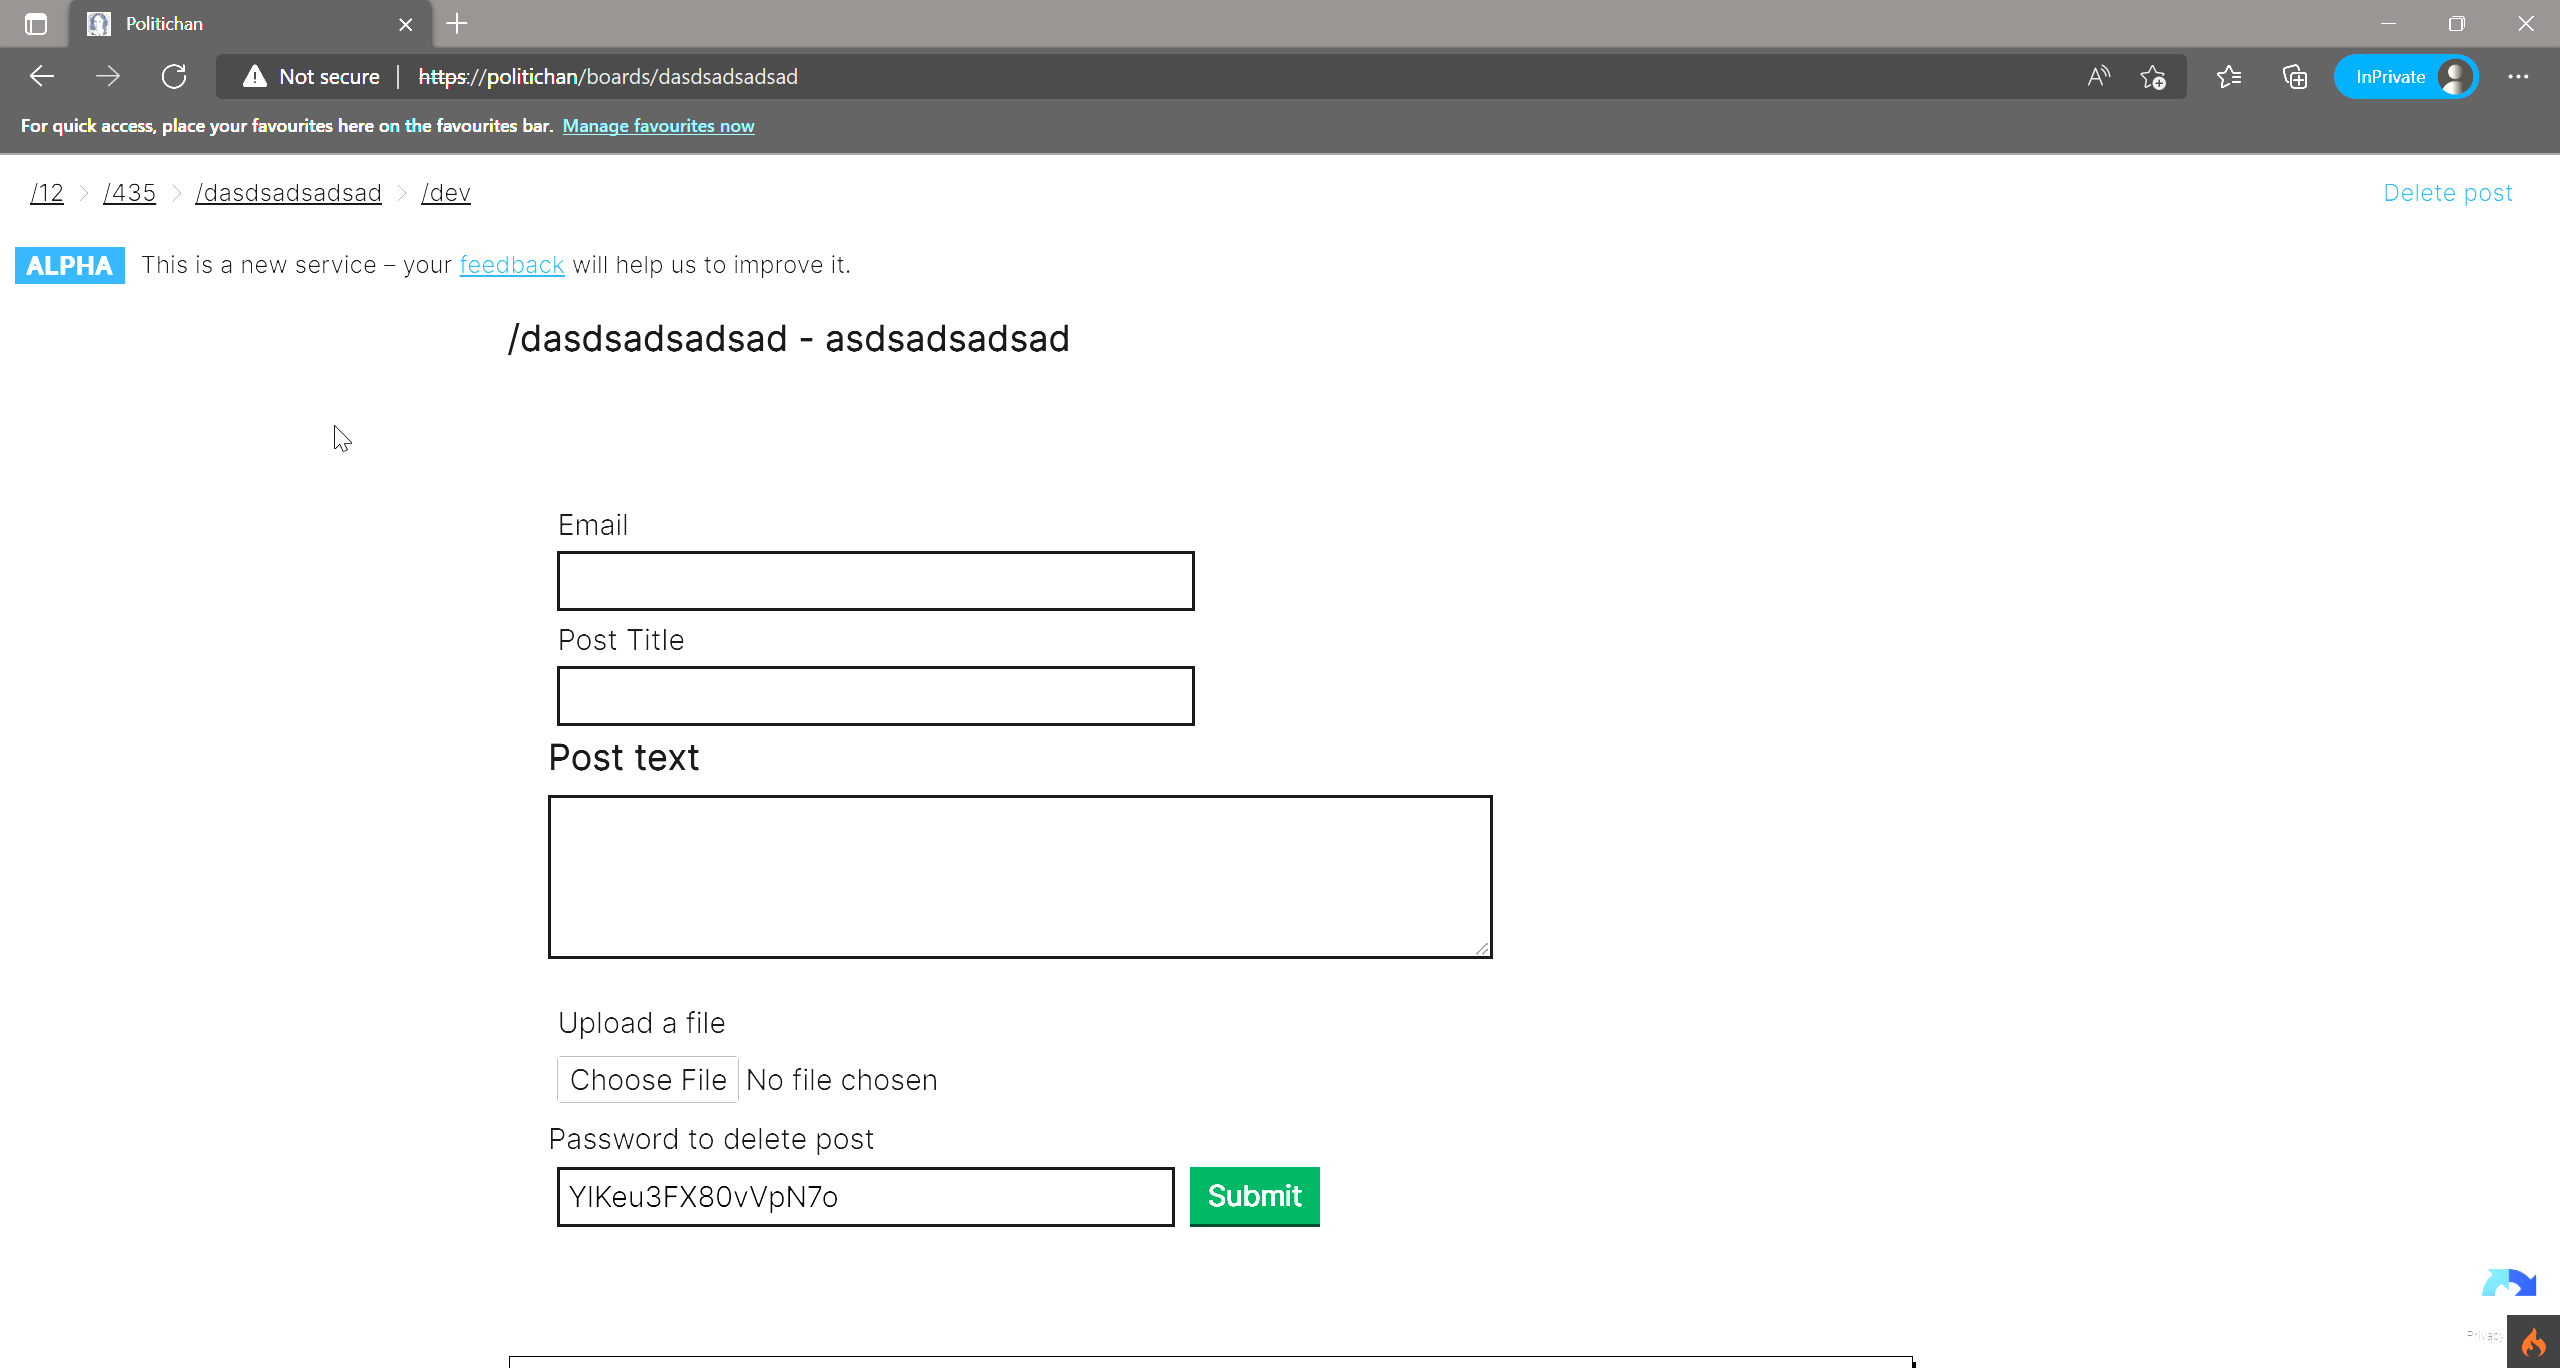 Politichan
Not secure | https://politichan/boards/dasdsadsadsad
InPrivate
For quick access, place your favourites here on the favourites bar. Manage favourites now
/12 > /435 > /dasdsadsadsad > /dev
Delete post
ALPHA This is a new service – your feedback will help us to improve it.
/dasdsadsadsad - asdsadsadsad
Email
Post Title
Post text
Upload a file
Choose File No file chosen
Password to delete post
YIKeu3FX80vVpN7o
Submit
Privacy